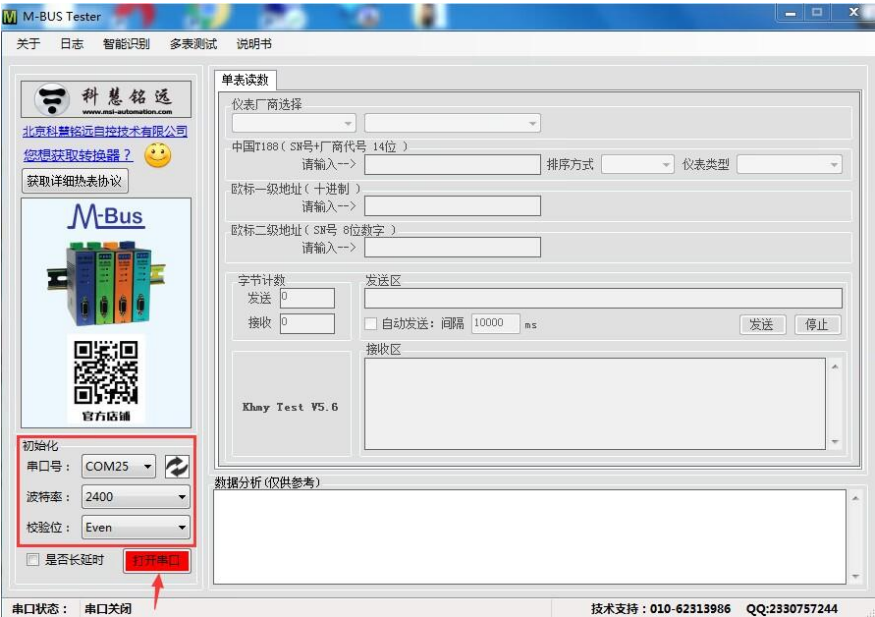 M-BUS Tester
关于 日志 智能识别 多表测试 说明书
科慧铭远
www.msi-automation.com
北京科慧铭远自控技术有限公司
您想获取转换器？
获取详细热表协议
M-Bus
官方店铺
初始化
串口号： COM25
波特率： 2400
校验位： Even
是否长延时 打开串口
单表读数
仪表厂商选择
中国T188(SN号+厂商代号 14位 )
请输入--> 排序方式 仪表类型
欧标一级地址(十进制 )
请输入-->
欧标二级地址(SN号 8位数字 )
请输入-->
字节计数
发送 0
接收 0
发送区
自动发送：间隔 10000 ms 发送 停止
接收区
Khmy Test V5.6
数据分析(仅供参考)
串口状态： 串口关闭 技术支持：010-62313986 QQ:2330757244